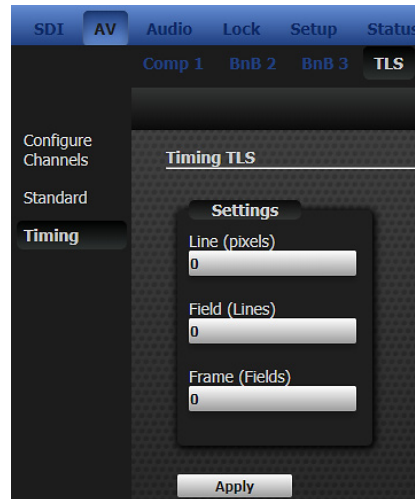 SDI AV Audio Lock Setup Status
Comp 1 BnB 2 BnB 3 TLS
Configure
Channels
Standard
Timing
Timing TLS
Settings
Line (pixels)
0
Field (Lines)
0
Frame (Fields)
0
Apply